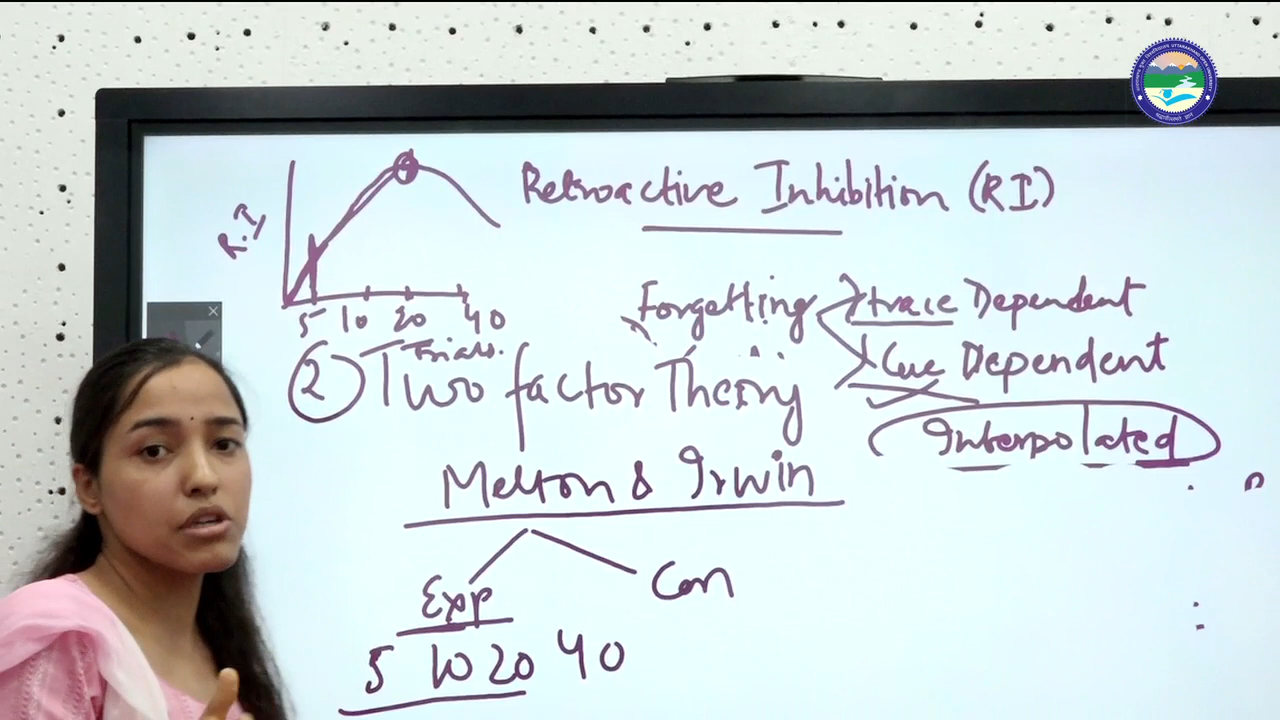 Retroactive Inhibition (RI)
R.I
5 10 20 40
Trials.
Forgetting
trace Dependent
Cue Dependent
Interpolated
② Two factor Theory
Melton & Irwin
Exp
Con
5 10 20 40